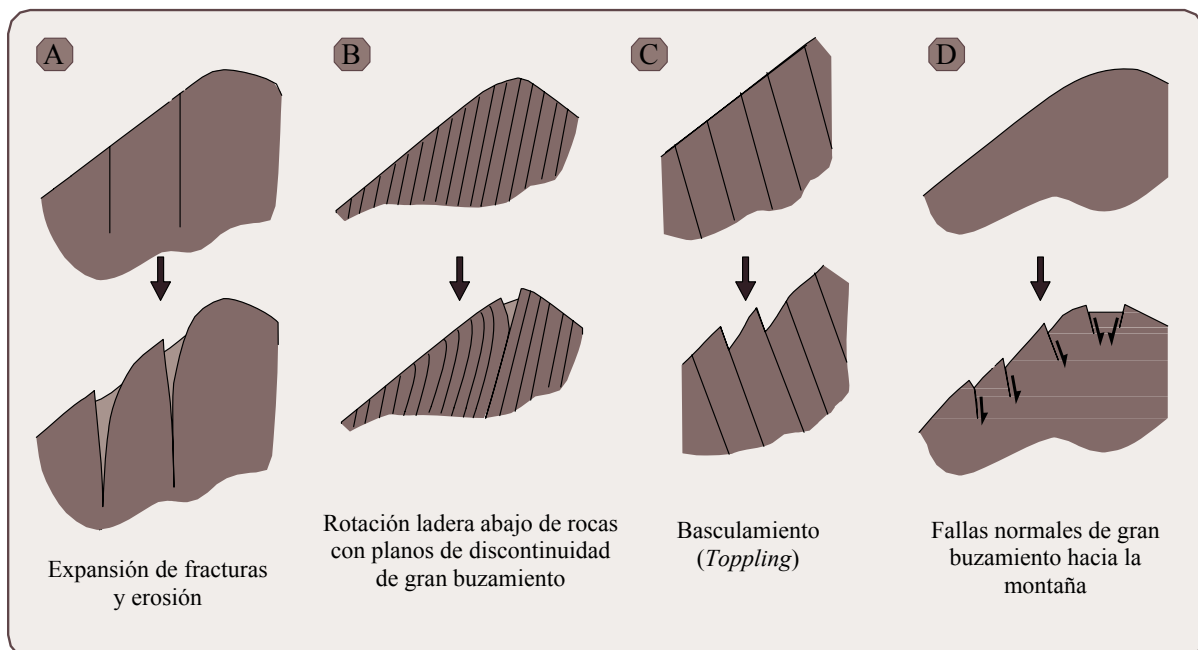 A
B
C
D
Expansión de fracturas
y erosión
Rotación ladera abajo de rocas
con planos de discontinuidad
de gran buzamiento
Basculamiento
(Toppling)
Fallas normales de gran
buzamiento hacia la
montaña